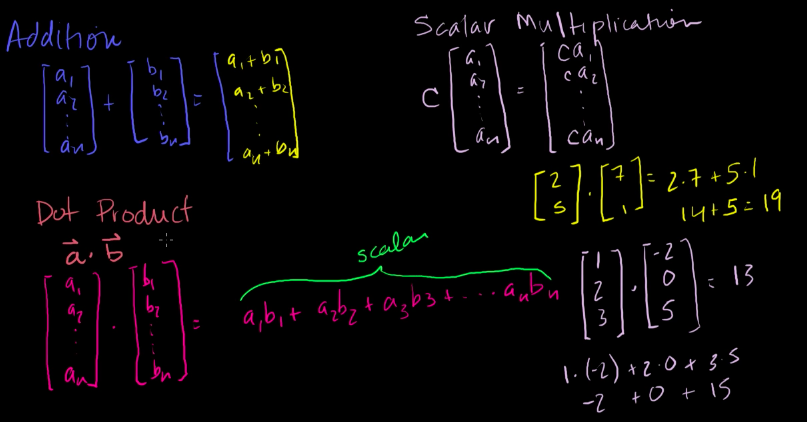 Addition
[a₁ a₂ ⋮ aₙ] + [b₁ b₂ ⋮ bₙ] = [a₁+b₁ a₂+b₂ ⋮ aₙ+bₙ]
Scalar Multiplication
c [a₁ a₂ ⋮ aₙ] = [ca₁ ca₂ ⋮ caₙ]
Dot Product
a⃗ · b⃗
[a₁ a₂ ⋮ aₙ] · [b₁ b₂ ⋮ bₙ] = a₁b₁ + a₂b₂ + a₃b₃ + ··· aₙbₙ
scalar
[2 5] · [7 1] = 2·7 + 5·1
14+5 = 19
[1 2 3] · [-2 0 5] = 13
1·(-2) + 2·0 + 3·5
-2 + 0 + 15